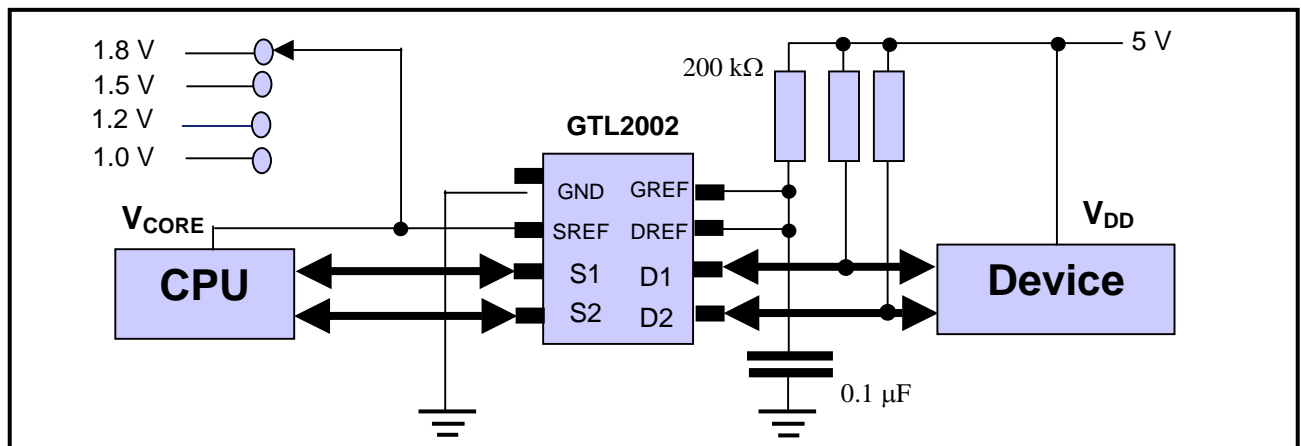 1.8 V
5 V
200 kΩ
1.5 V
1.2 V
GTL2002
1.0 V
GND GREF
VCORE
SREF DREF
VDD
CPU
S1 D1
Device
S2 D2
0.1 µF